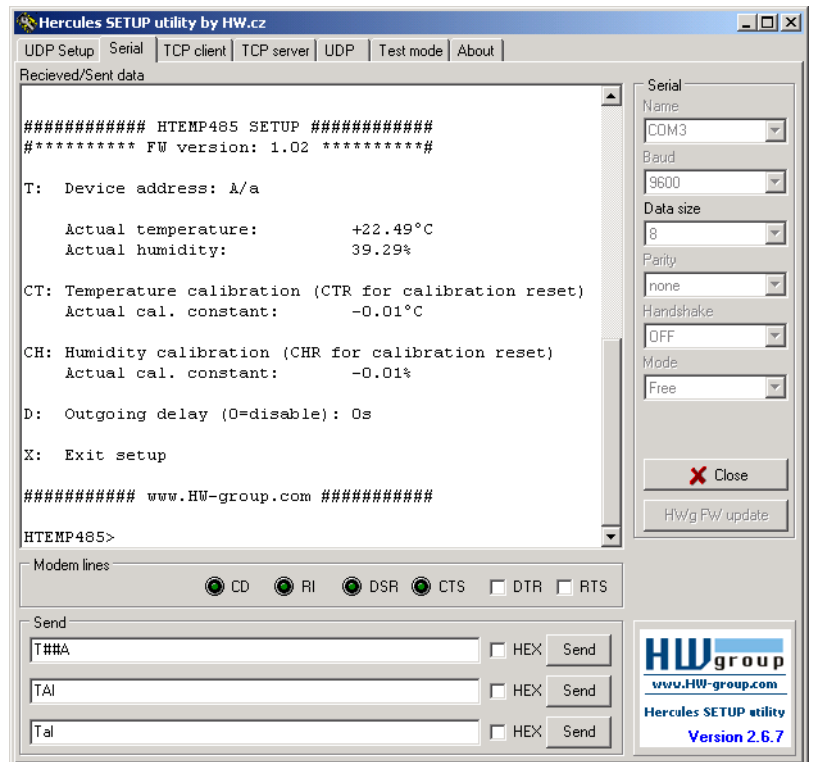 Hercules SETUP utility by HW.cz
UDP Setup Serial TCP client TCP server UDP Test mode About
Recieved/Sent data
############ HTEMP485 SETUP ############
#********** FW version: 1.02 **********#
T: Device address: A/a
Actual temperature: +22.49°C
Actual humidity: 39.29%
CT: Temperature calibration (CTR for calibration reset)
Actual cal. constant: -0.01°C
CH: Humidity calibration (CHR for calibration reset)
Actual cal. constant: -0.01%
D: Outgoing delay (0=disable): 0s
X: Exit setup
########### www.HW-group.com ###########
HTEMP485>
Serial
Name
COM3
Baud
9600
Data size
8
Parity
none
Handshake
OFF
Mode
Free
Close
HWg FW update
Modem lines
CD RI DSR CTS DTR RTS
Send
T##A HEX Send
TAI HEX Send
TaI HEX Send
HW group
www.HW-group.com
Hercules SETUP utility
Version 2.6.7